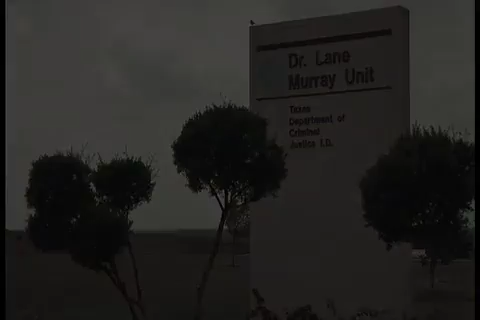 Dr. Lane
Murray Unit
Texas
Department of
Criminal
Justice I.D.